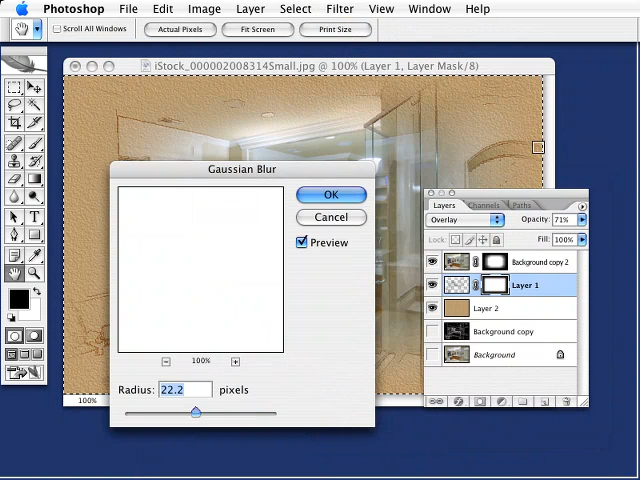 Photoshop File Edit Image Layer Select Filter View Window Help
Scroll All Windows Actual Pixels Fit Screen Print Size
iStock_000002008314Small.jpg @ 100% (Layer 1, Layer Mask/8)
Gaussian Blur
OK
Cancel
Preview
100%
Radius: 22.2 pixels
100%
Layers Channels Paths
Overlay Opacity: 71%
Lock: Fill: 100%
Background copy 2
Layer 1
Layer 2
Background copy
Background